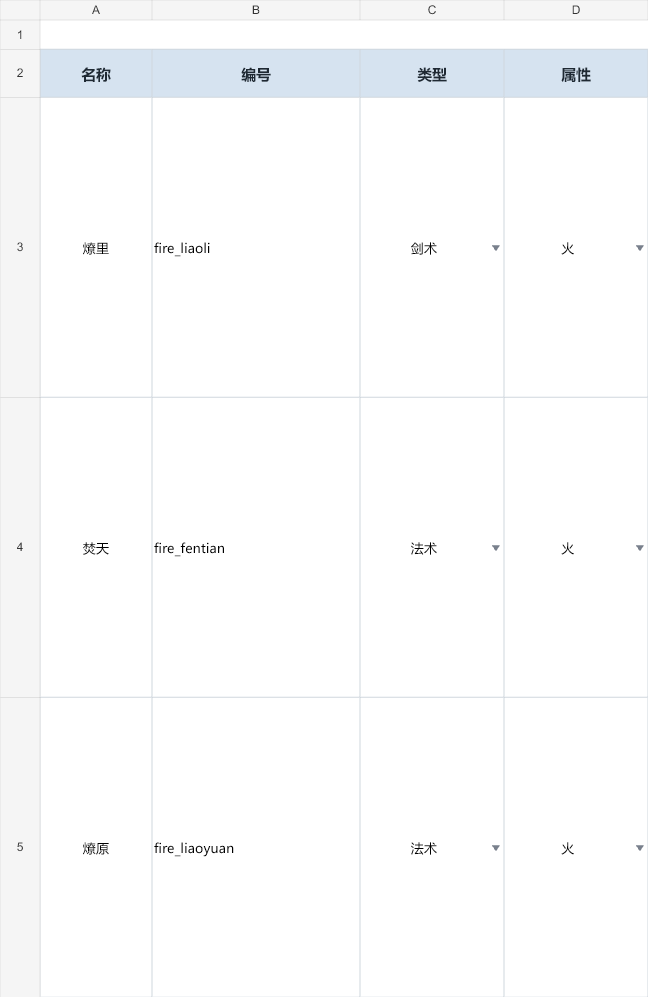 A B C D
1
2 名称 编号 类型 属性
3 燎里 fire_liaoli 剑术 火
4 焚天 fire_fentian 法术 火
5 燎原 fire_liaoyuan 法术 火